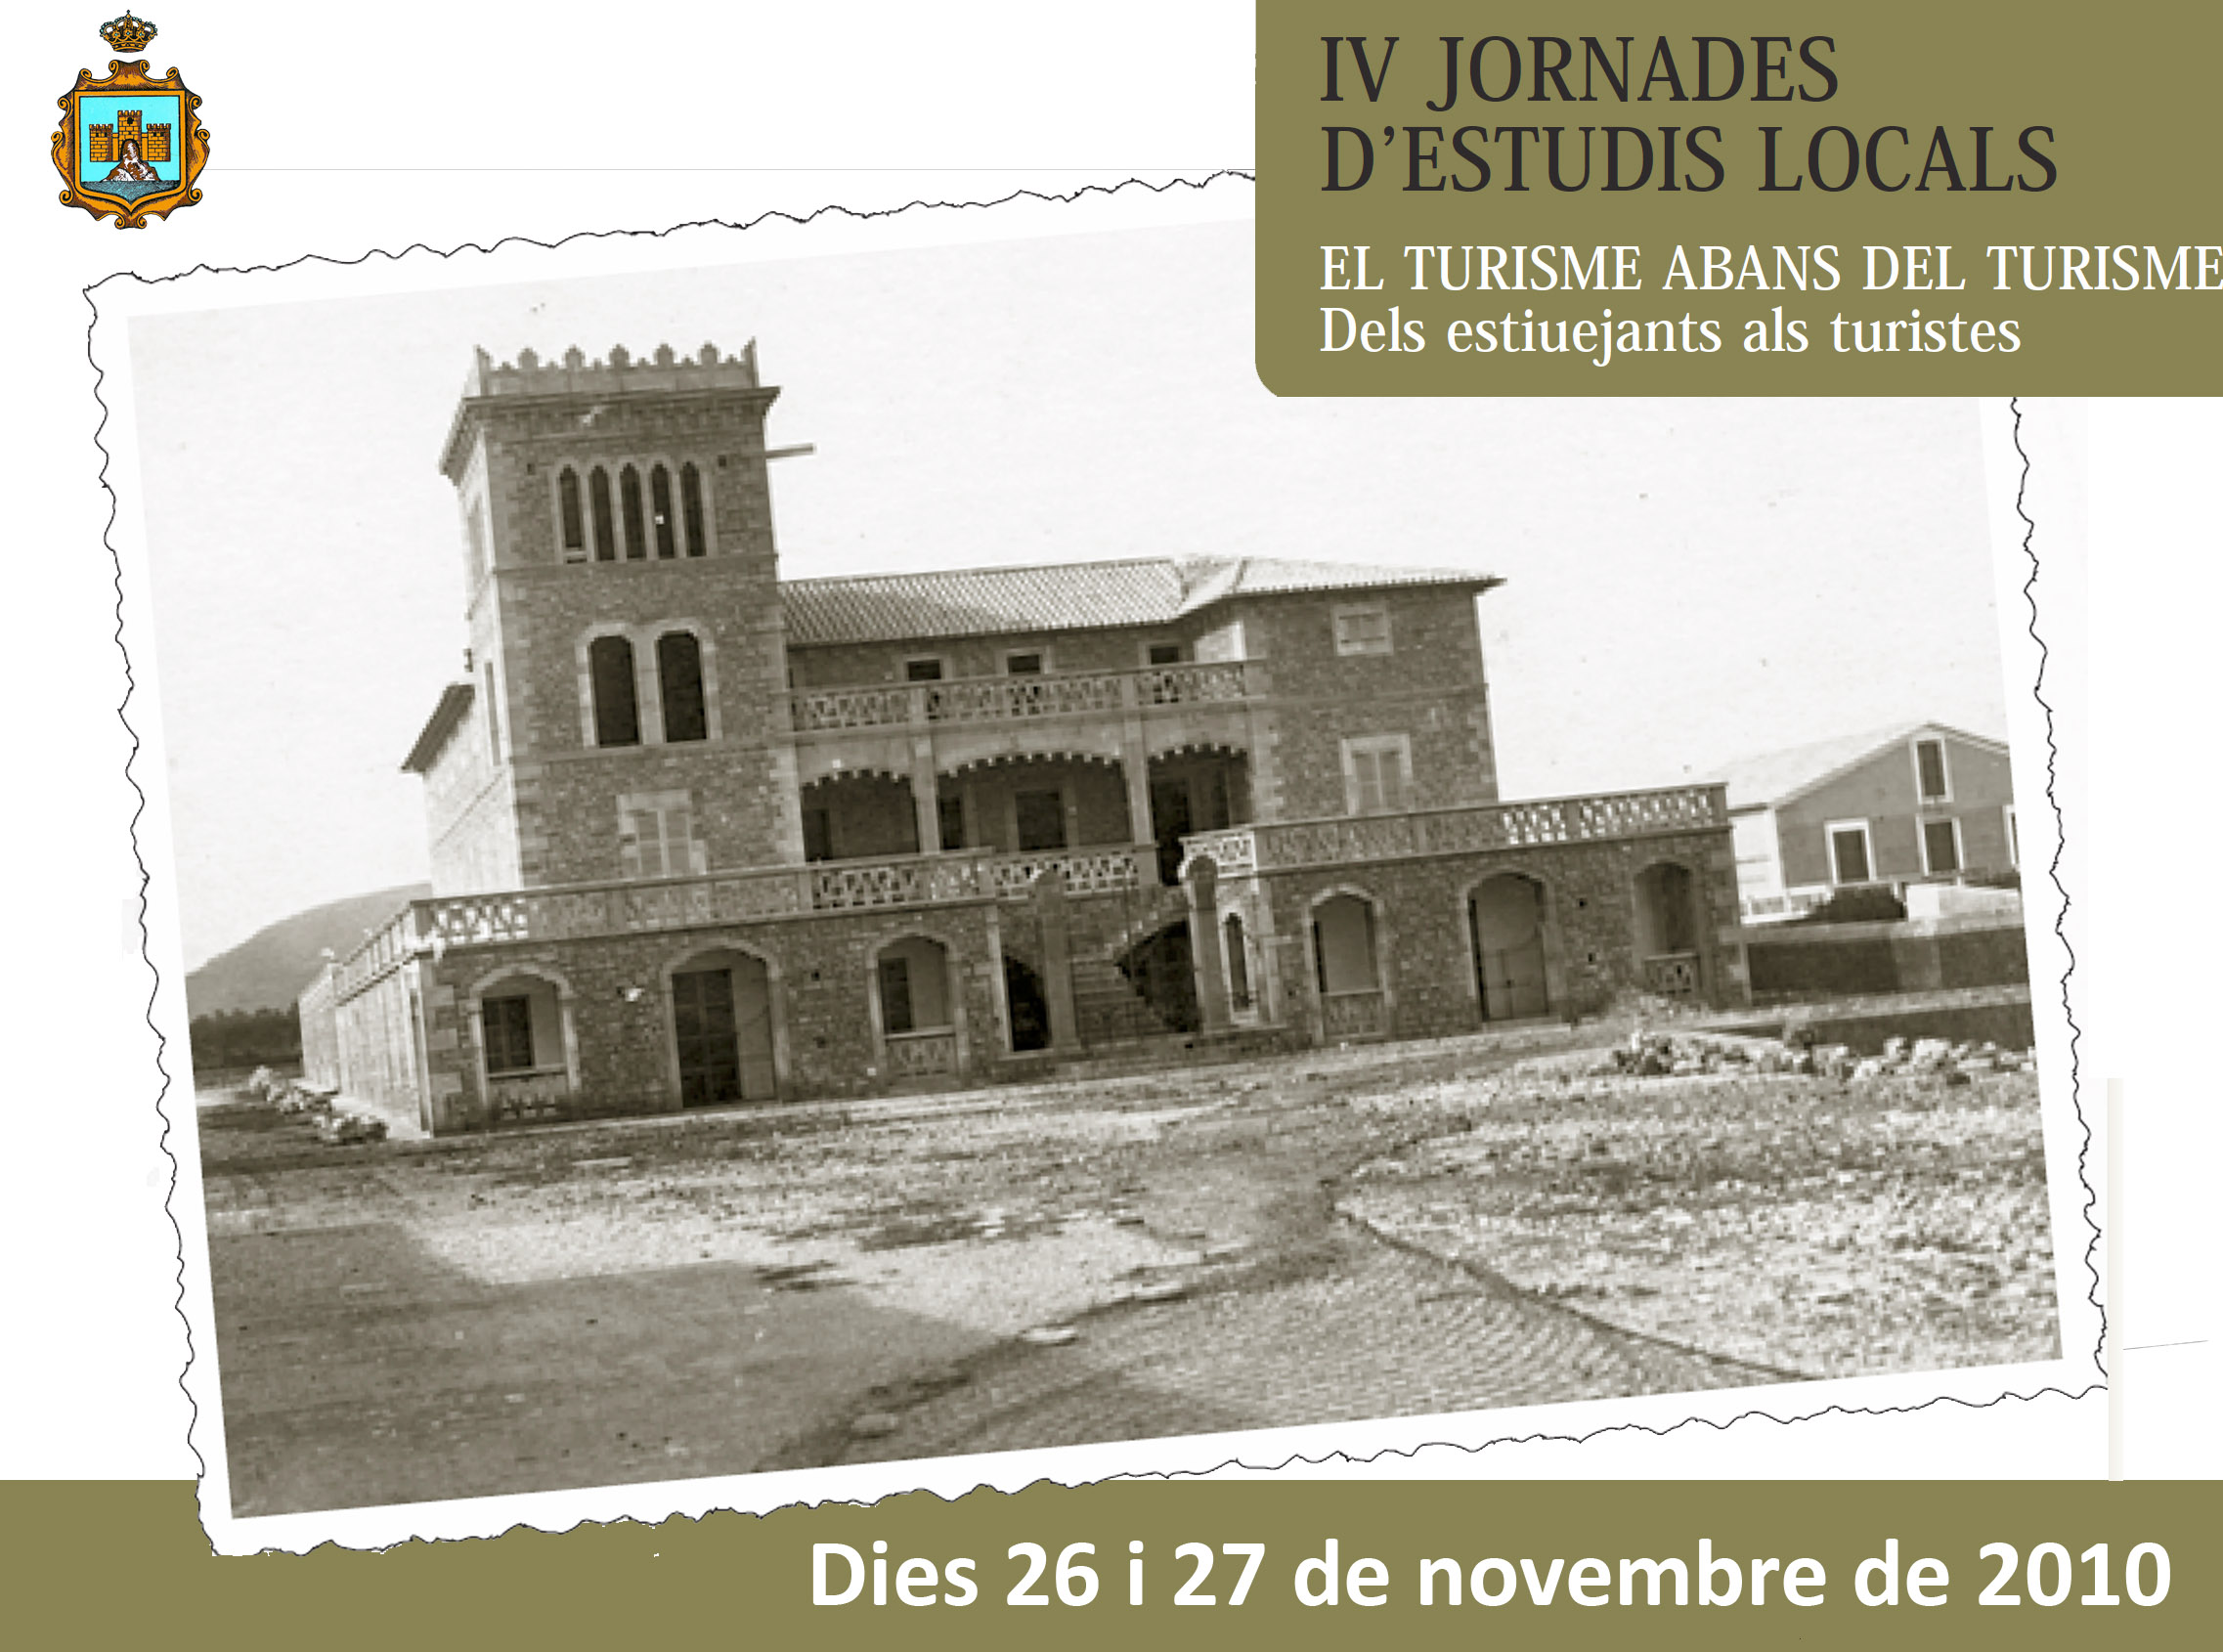 IV JORNADES
D’ESTUDIS LOCALS
EL TURISME ABANS DEL TURISME
Dels estiuejants als turistes
Dies 26 i 27 de novembre de 2010